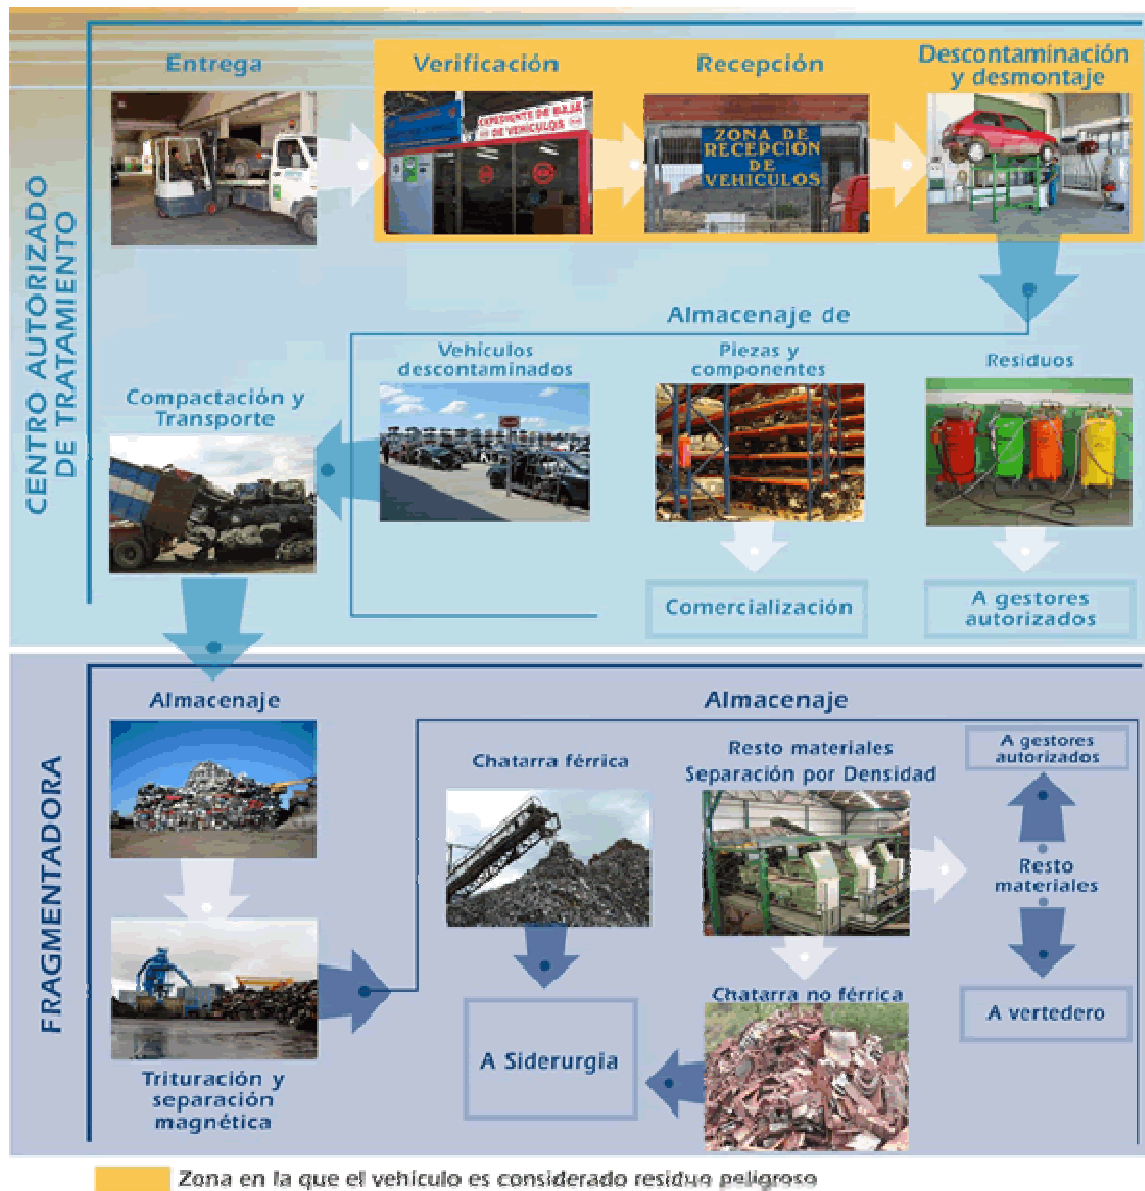 CENTRO AUTORIZADO
DE TRATAMIENTO
Entrega
Verificación
Recepción
Descontaminación
y desmontaje
EXPEDIENTE DE BAJA
DE VEHICULOS
ZONA DE
RECEPCIÓN
DE
VEHICULOS
Almacenaje de
Vehículos
descontaminados
Piezas y
componentes
Residuos
Compactación y
Transporte
Comercialización
A gestores
autorizados
FRAGMENTADORA
Almacenaje
Almacenaje
Chatarra férrica
Resto materiales
Separación por Densidad
A gestores
autorizados
Resto
materiales
A vertedero
Chatarra no férrica
A Siderurgia
Trituración y
separación
magnética
Zona en la que el vehículo es considerado residuo peligroso